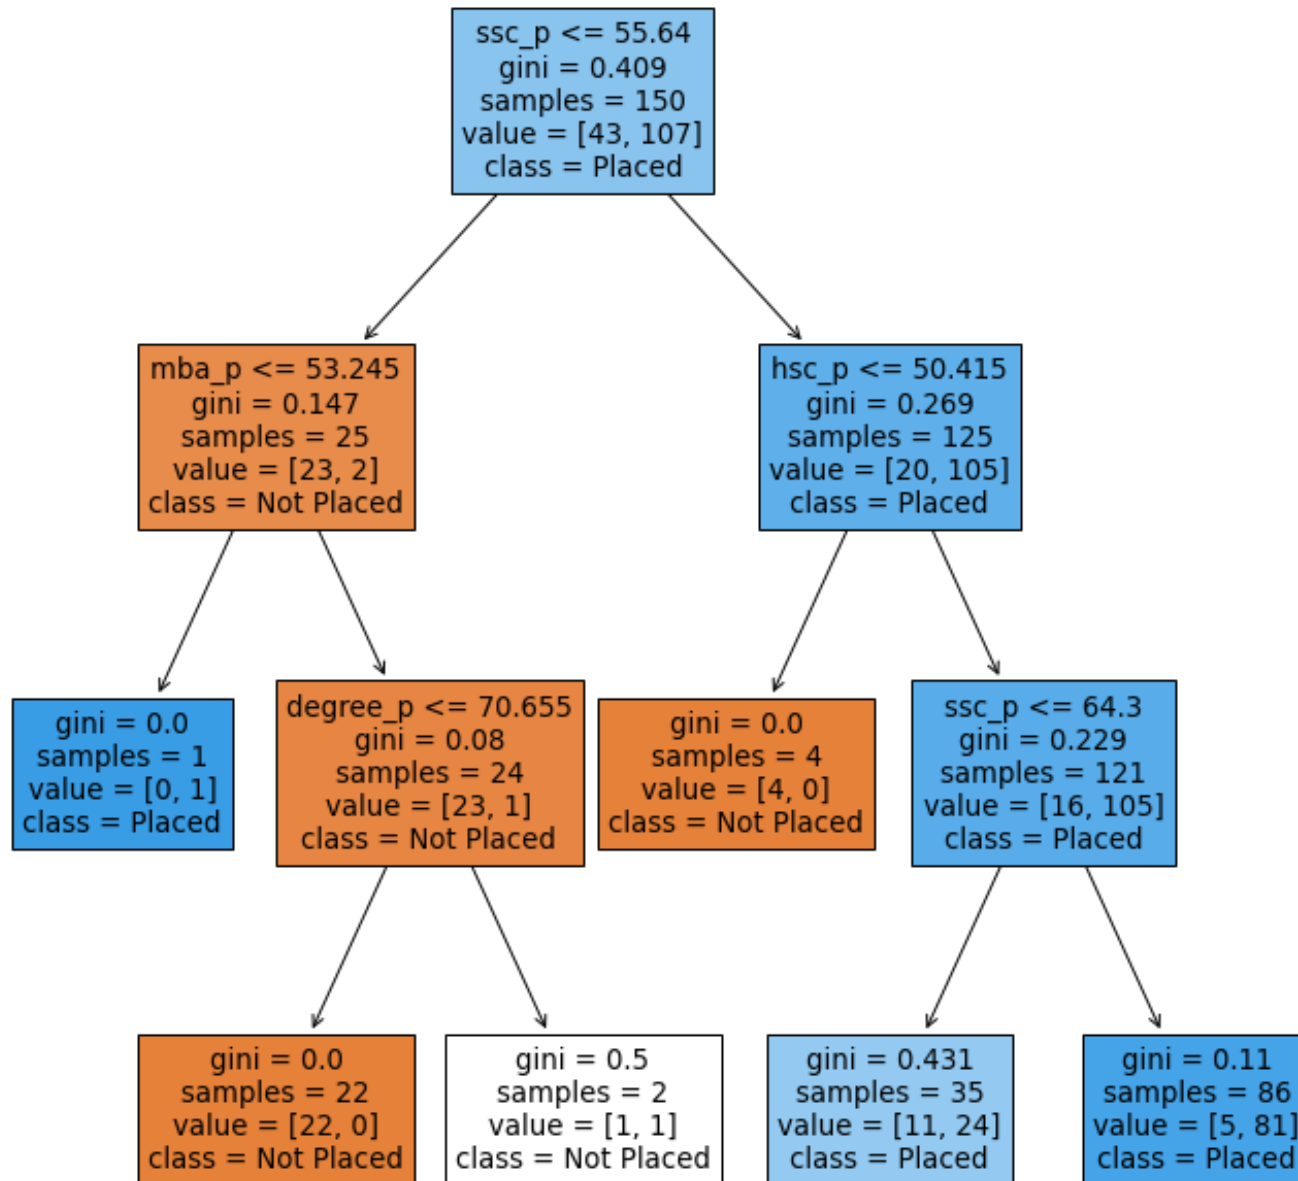 ssc_p <= 55.64
gini = 0.409
samples = 150
value = [43, 107]
class = Placed
mba_p <= 53.245
gini = 0.147
samples = 25
value = [23, 2]
class = Not Placed
hsc_p <= 50.415
gini = 0.269
samples = 125
value = [20, 105]
class = Placed
gini = 0.0
samples = 1
value = [0, 1]
class = Placed
degree_p <= 70.655
gini = 0.08
samples = 24
value = [23, 1]
class = Not Placed
gini = 0.0
samples = 4
value = [4, 0]
class = Not Placed
ssc_p <= 64.3
gini = 0.229
samples = 121
value = [16, 105]
class = Placed
gini = 0.0
samples = 22
value = [22, 0]
class = Not Placed
gini = 0.5
samples = 2
value = [1, 1]
class = Not Placed
gini = 0.431
samples = 35
value = [11, 24]
class = Placed
gini = 0.11
samples = 86
value = [5, 81]
class = Placed